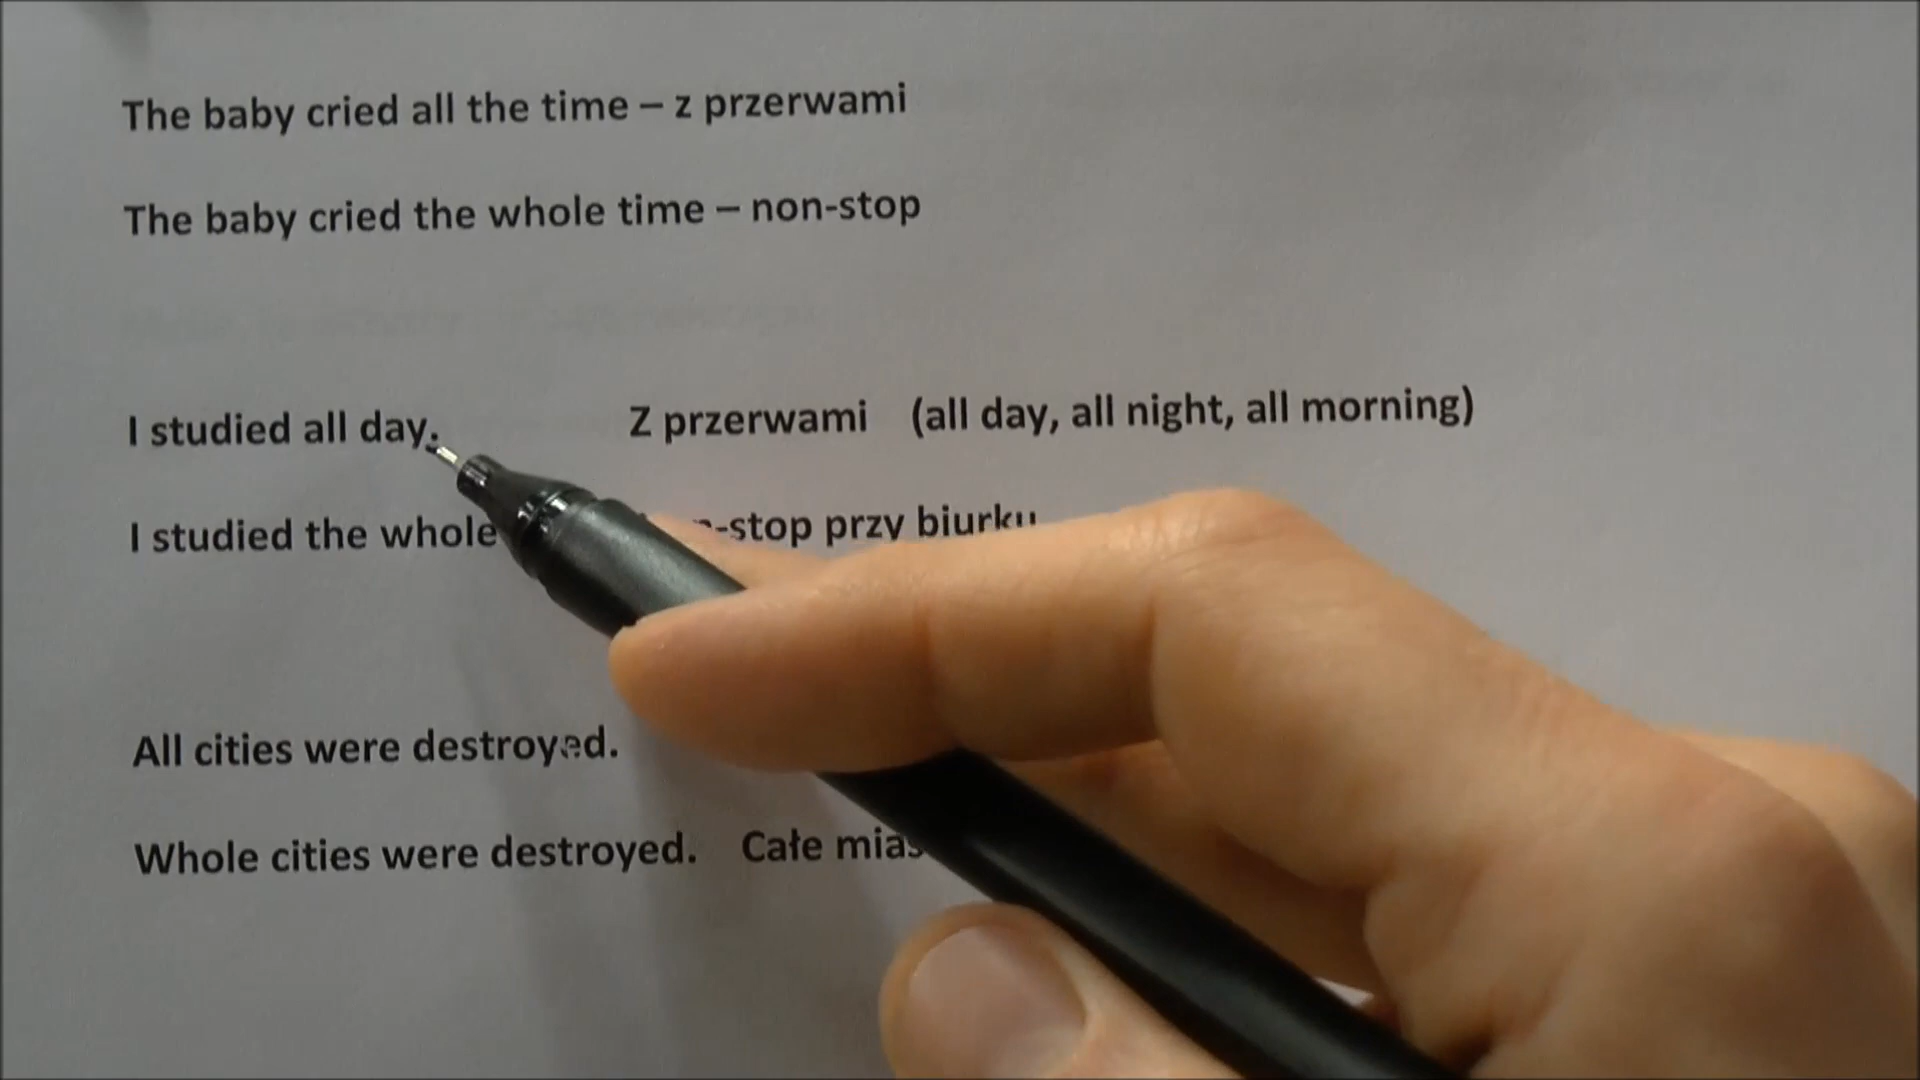 The baby cried all the time – z przerwami
The baby cried the whole time – non-stop
I studied all day. Z przerwami (all day, all night, all morning)
I studied the whole -stop przy biurku
All cities were destroyed.
Whole cities were destroyed. Całe